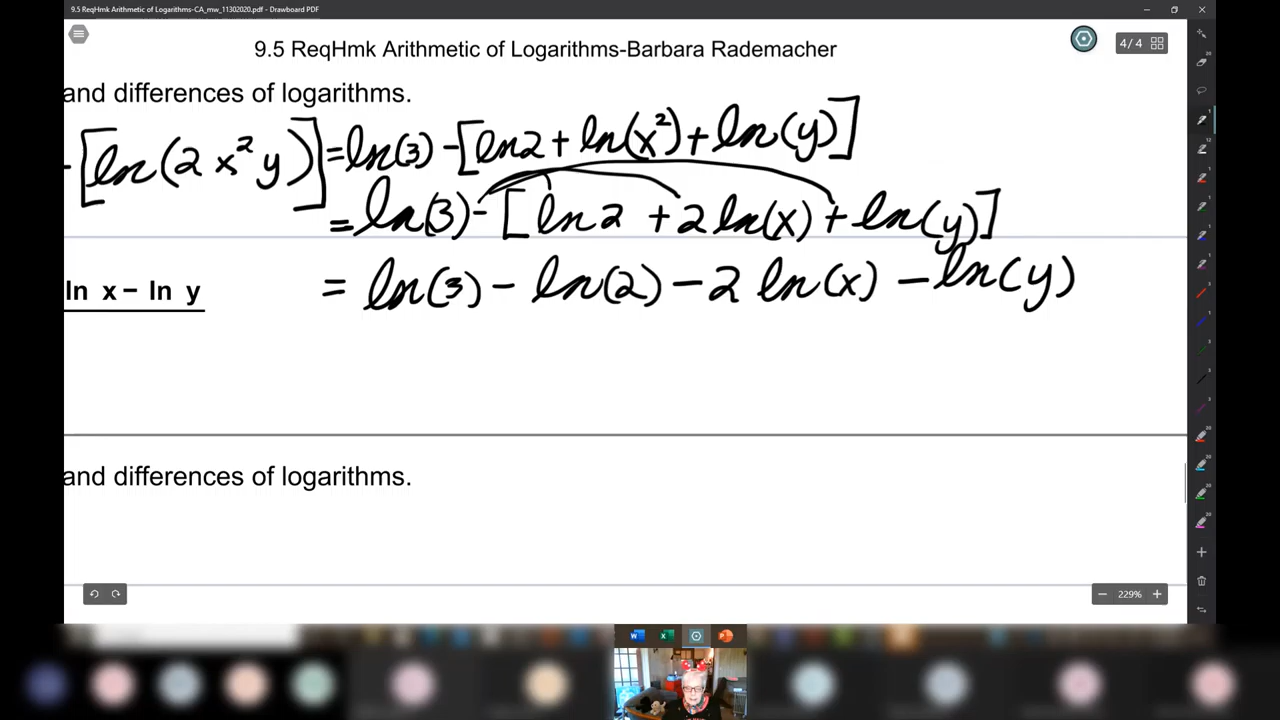 9.5 ReqHmk Arithmetic of Logarithms-CA_mw_11302020.pdf - Drawboard PDF
9.5 ReqHmk Arithmetic of Logarithms-Barbara Rademacher
4/4
and differences of logarithms.
- [ln(2x²y)] = ln(3) - [ln2 + ln(x²) + ln(y)]
= ln(3) - [ln2 + 2 ln(x) + ln(y)]
ln x – ln y
= ln(3) - ln(2) - 2 ln(x) - ln(y)
and differences of logarithms.
229%